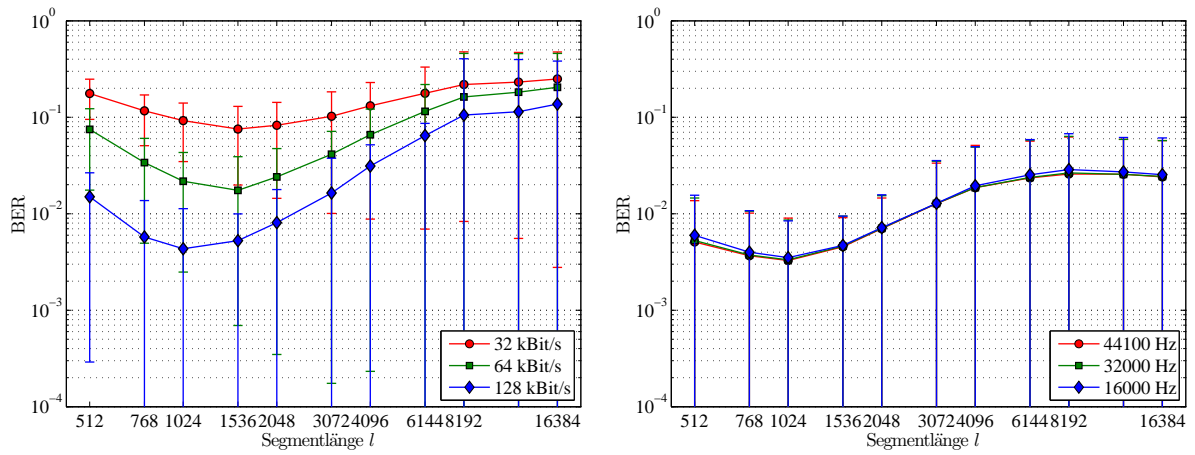 10^0
10^-1
10^-2
10^-3
10^-4
BER
512 768 1024 1536 2048 3072 4096 6144 8192 16384
Segmentlänge l
32 kBit/s
64 kBit/s
128 kBit/s
10^0
10^-1
10^-2
10^-3
10^-4
BER
512 768 1024 1536 2048 3072 4096 6144 8192 16384
Segmentlänge l
44100 Hz
32000 Hz
16000 Hz